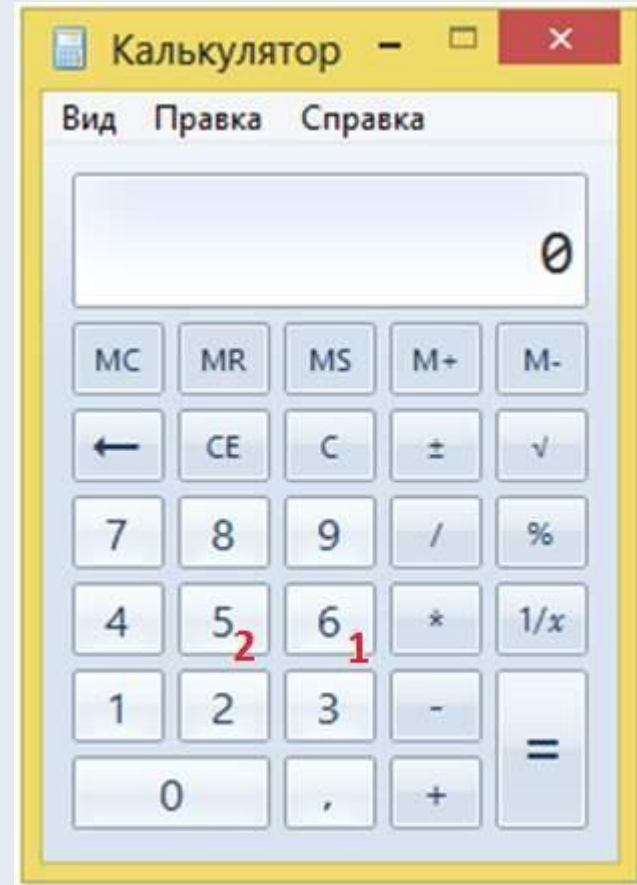 Калькулятор
Вид Правка Справка
0
MC MR MS M+ M-
← CE C ± √
7 8 9 / %
4 5 2 6 1 * 1/x
1 2 3 - =
0 , +